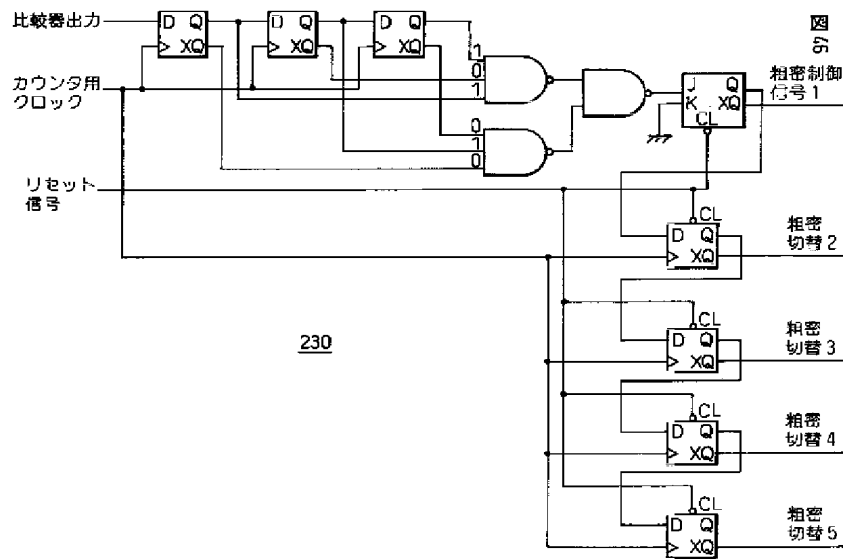 比較器出力
カウンタ用
クロック
リセット
信号
D Q
XQ
D Q
XQ
D Q
XQ
1
0
1
0
1
0
J Q
K XQ
CL
図
97
粗密制御
信号1
CL
D Q
XQ
粗密
切替2
CL
D Q
XQ
粗密
切替3
CL
D Q
XQ
粗密
切替4
CL
D Q
XQ
粗密
切替5
230